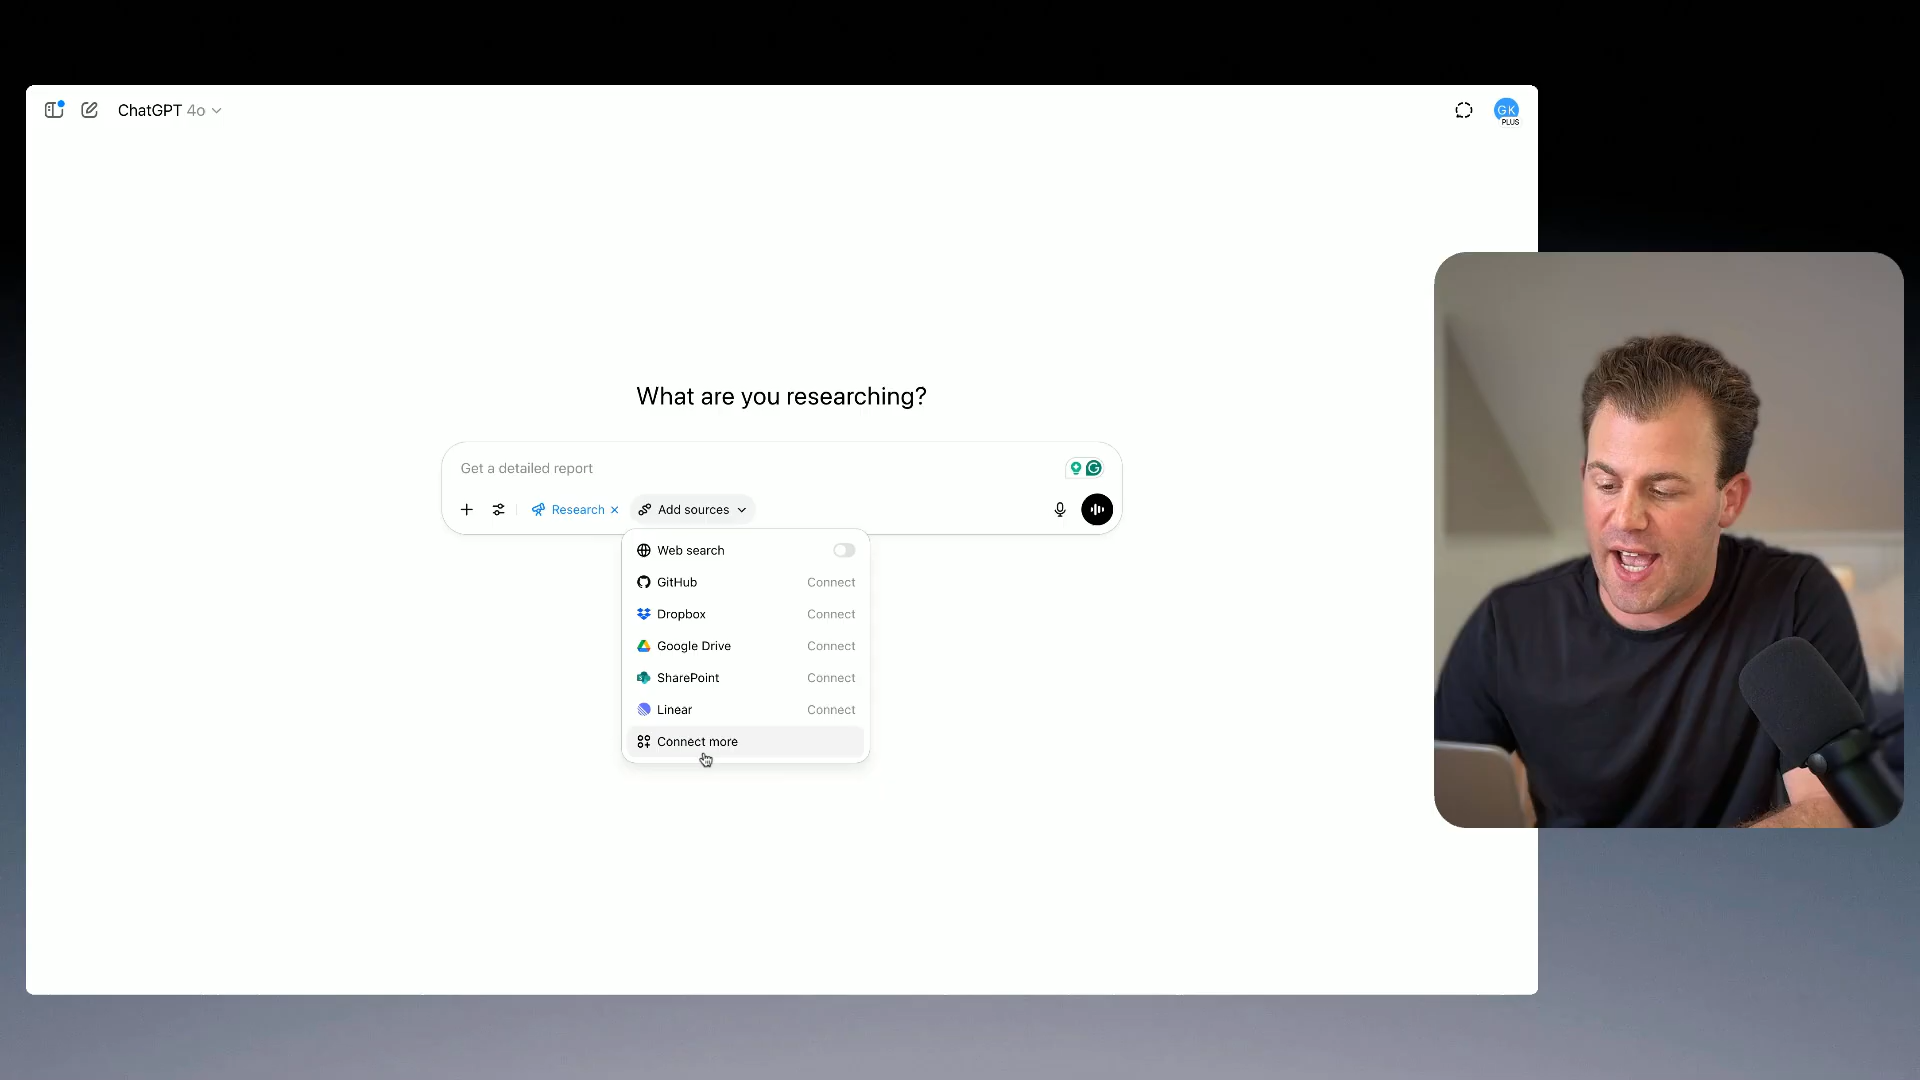 ChatGPT 4o
GK
PLUS
What are you researching?
Get a detailed report
Research
Add sources
Web search
GitHub Connect
Dropbox Connect
Google Drive Connect
SharePoint Connect
Linear Connect
Connect more